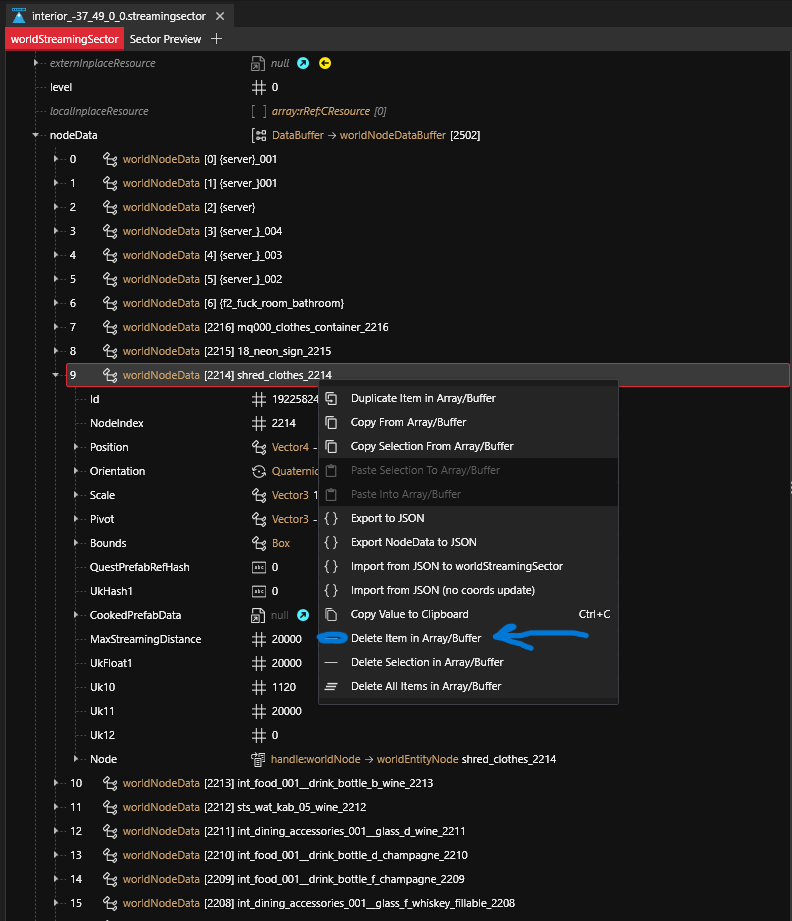 interior_-37_49_0_0.streamingsector
worldStreamingSector Sector Preview
externInplaceResource null
level 0
localInplaceResource array:rRef:CResource [0]
nodeData DataBuffer → worldNodeDataBuffer [2502]
0 worldNodeData [0] {server}_001
1 worldNodeData [1] {server_}001
2 worldNodeData [2] {server}
3 worldNodeData [3] {server_}_004
4 worldNodeData [4] {server_}_003
5 worldNodeData [5] {server_}_002
6 worldNodeData [6] {f2_fuck_room_bathroom}
7 worldNodeData [2216] mq000_clothes_container_2216
8 worldNodeData [2215] 18_neon_sign_2215
9 worldNodeData [2214] shred_clothes_2214
Id 19225824
NodeIndex 2214
Position Vector4 -
Orientation Quaternic
Scale Vector3 1
Pivot Vector3 -
Bounds Box
QuestPrefabRefHash 0
UkHash1 0
CookedPrefabData null
MaxStreamingDistance 20000
UkFloat1 20000
Uk10 1120
Uk11 20000
Uk12 0
Node handle:worldNode → worldEntityNode shred_clothes_2214
Duplicate Item in Array/Buffer
Copy From Array/Buffer
Copy Selection From Array/Buffer
Paste Selection To Array/Buffer
Paste Into Array/Buffer
Export to JSON
Export NodeData to JSON
Import from JSON to worldStreamingSector
Import from JSON (no coords update)
Copy Value to Clipboard Ctrl+C
Delete Item in Array/Buffer
Delete Selection in Array/Buffer
Delete All Items in Array/Buffer
10 worldNodeData [2213] int_food_001__drink_bottle_b_wine_2213
11 worldNodeData [2212] sts_wat_kab_05_wine_2212
12 worldNodeData [2211] int_dining_accessories_001__glass_d_wine_2211
13 worldNodeData [2210] int_food_001__drink_bottle_d_champagne_2210
14 worldNodeData [2209] int_food_001__drink_bottle_f_champagne_2209
15 worldNodeData [2208] int_dining_accessories_001__glass_f_whiskey_fillable_2208